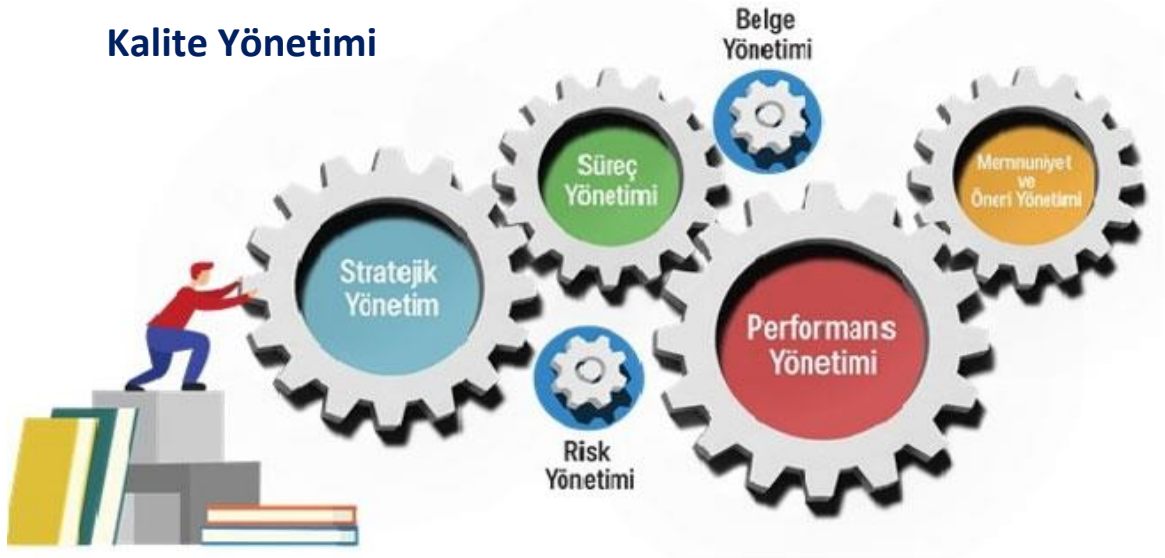 Kalite Yönetimi
Belge
Yönetimi
Süreç
Yönetimi
Memnuniyet
ve
Öneri Yönetimi
Stratejik
Yönetim
Performans
Yönetimi
Risk
Yönetimi